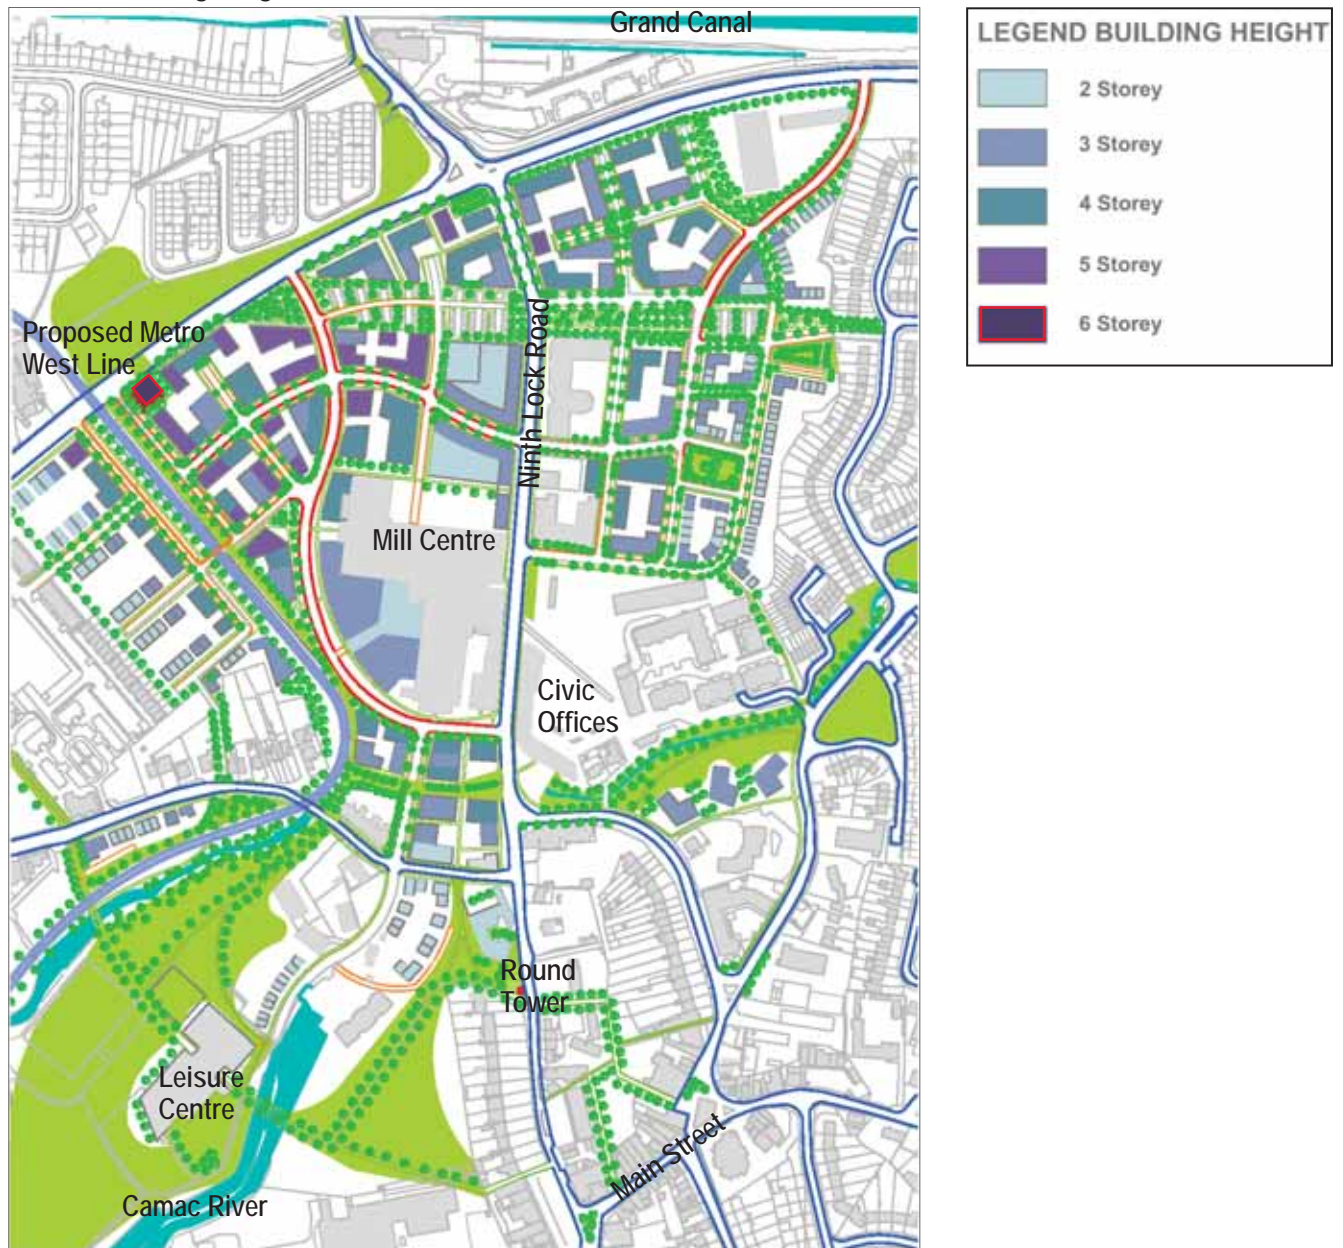 Grand Canal
LEGEND BUILDING HEIGHT
2 Storey
3 Storey
4 Storey
5 Storey
6 Storey
Proposed Metro
West Line
Ninth Lock Road
Mill Centre
Civic
Offices
Round
Tower
Leisure
Centre
Main Street
Camac River